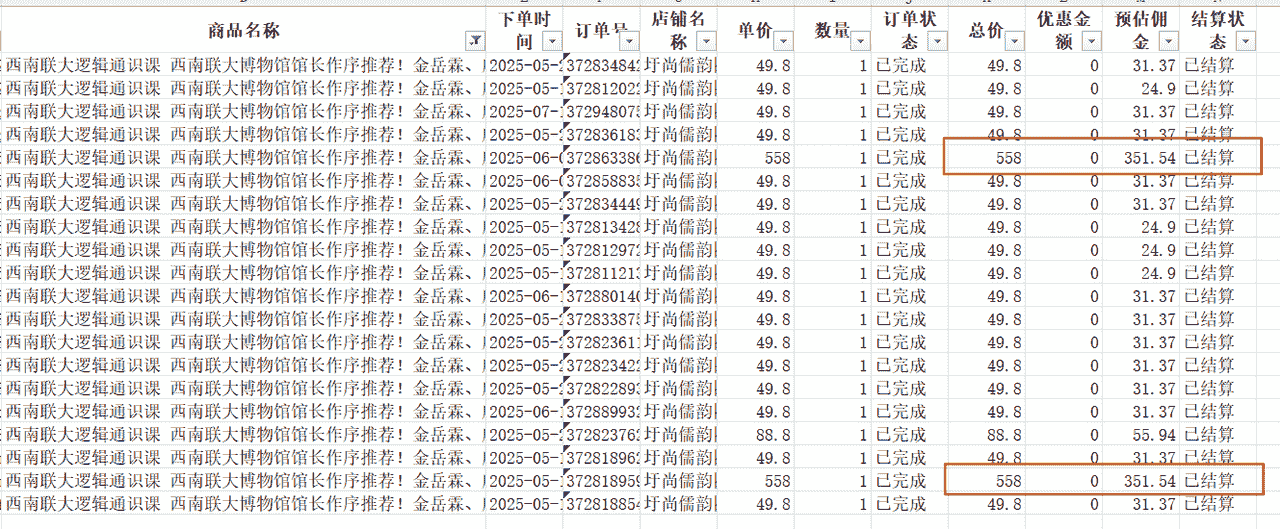 商品名称 下单时间 订单号 店铺名称 单价 数量 订单状态 总价 优惠金额 预估佣金 结算状态
西南联大逻辑通识课 西南联大博物馆馆长作序推荐！金岳霖、 2025-05- 372834842 圩尚儒韵 49.8 1 已完成 49.8 0 31.37 已结算
西南联大逻辑通识课 西南联大博物馆馆长作序推荐！金岳霖、 2025-05- 372812022 圩尚儒韵 49.8 1 已完成 49.8 0 24.9 已结算
西南联大逻辑通识课 西南联大博物馆馆长作序推荐！金岳霖、 2025-07- 372948075 圩尚儒韵 49.8 1 已完成 49.8 0 31.37 已结算
西南联大逻辑通识课 西南联大博物馆馆长作序推荐！金岳霖、 2025-05- 372836183 圩尚儒韵 49.8 1 已完成 49.8 0 31.37 已结算
西南联大逻辑通识课 西南联大博物馆馆长作序推荐！金岳霖、 2025-06- 372863386 圩尚儒韵 558 1 已完成 558 0 351.54 已结算
西南联大逻辑通识课 西南联大博物馆馆长作序推荐！金岳霖、 2025-06- 372858835 圩尚儒韵 49.8 1 已完成 49.8 0 31.37 已结算
西南联大逻辑通识课 西南联大博物馆馆长作序推荐！金岳霖、 2025-05- 372834449 圩尚儒韵 49.8 1 已完成 49.8 0 31.37 已结算
西南联大逻辑通识课 西南联大博物馆馆长作序推荐！金岳霖、 2025-05- 372813428 圩尚儒韵 49.8 1 已完成 49.8 0 24.9 已结算
西南联大逻辑通识课 西南联大博物馆馆长作序推荐！金岳霖、 2025-05- 372812972 圩尚儒韵 49.8 1 已完成 49.8 0 24.9 已结算
西南联大逻辑通识课 西南联大博物馆馆长作序推荐！金岳霖、 2025-05- 372811213 圩尚儒韵 49.8 1 已完成 49.8 0 24.9 已结算
西南联大逻辑通识课 西南联大博物馆馆长作序推荐！金岳霖、 2025-06- 372880140 圩尚儒韵 49.8 1 已完成 49.8 0 31.37 已结算
西南联大逻辑通识课 西南联大博物馆馆长作序推荐！金岳霖、 2025-05- 372833875 圩尚儒韵 49.8 1 已完成 49.8 0 31.37 已结算
西南联大逻辑通识课 西南联大博物馆馆长作序推荐！金岳霖、 2025-05- 372823611 圩尚儒韵 49.8 1 已完成 49.8 0 31.37 已结算
西南联大逻辑通识课 西南联大博物馆馆长作序推荐！金岳霖、 2025-05- 372823422 圩尚儒韵 49.8 1 已完成 49.8 0 31.37 已结算
西南联大逻辑通识课 西南联大博物馆馆长作序推荐！金岳霖、 2025-05- 372822893 圩尚儒韵 49.8 1 已完成 49.8 0 31.37 已结算
西南联大逻辑通识课 西南联大博物馆馆长作序推荐！金岳霖、 2025-06- 372889932 圩尚儒韵 49.8 1 已完成 49.8 0 31.37 已结算
西南联大逻辑通识课 西南联大博物馆馆长作序推荐！金岳霖、 2025-05- 372823762 圩尚儒韵 88.8 1 已完成 88.8 0 55.94 已结算
西南联大逻辑通识课 西南联大博物馆馆长作序推荐！金岳霖、 2025-05- 372818962 圩尚儒韵 49.8 1 已完成 49.8 0 31.37 已结算
西南联大逻辑通识课 西南联大博物馆馆长作序推荐！金岳霖、 2025-05- 372818959 圩尚儒韵 558 1 已完成 558 0 351.54 已结算
西南联大逻辑通识课 西南联大博物馆馆长作序推荐！金岳霖、 2025-05- 372818854 圩尚儒韵 49.8 1 已完成 49.8 0 31.37 已结算